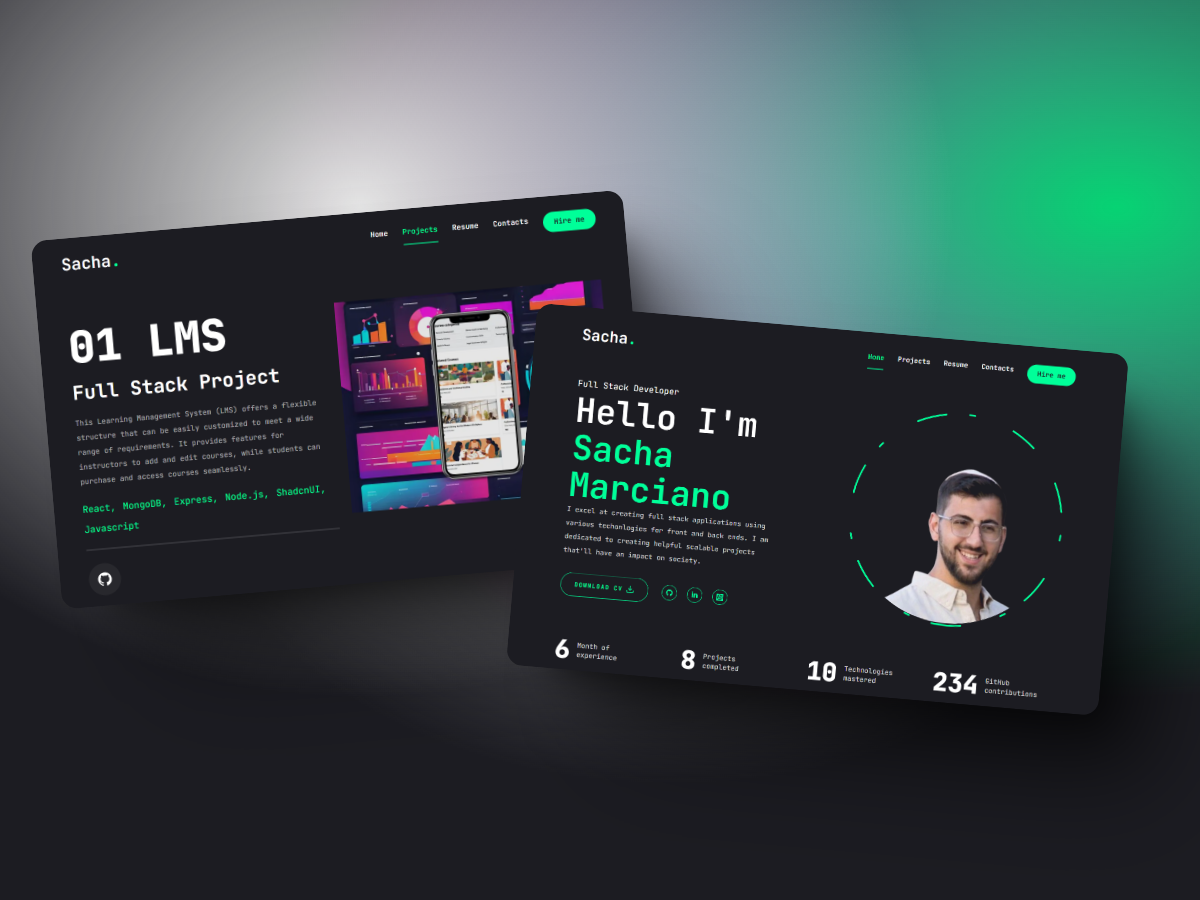 Sacha.
Home Projects Resume Contacts Hire me
01 LMS
Full Stack Project
This Learning Management System (LMS) offers a flexible
structure that can be easily customized to meet a wide
range of requirements. It provides features for
instructors to add and edit courses, while students can
purchase and access courses seamlessly.
React, MongoDB, Express, Node.js, ShadcnUI,
Javascript
Sacha.
Home Projects Resume Contacts Hire me
Full Stack Developer
Hello I'm
Sacha
Marciano
I excel at creating full stack applications using
various techonlogies for front and back ends. I am
dedicated to creating helpful scalable projects
that'll have an impact on society.
DOWNLOAD CV
in
6 Month of
experience
8 Projects
completed
10 Technologies
mastered
234 GitHub
contributions